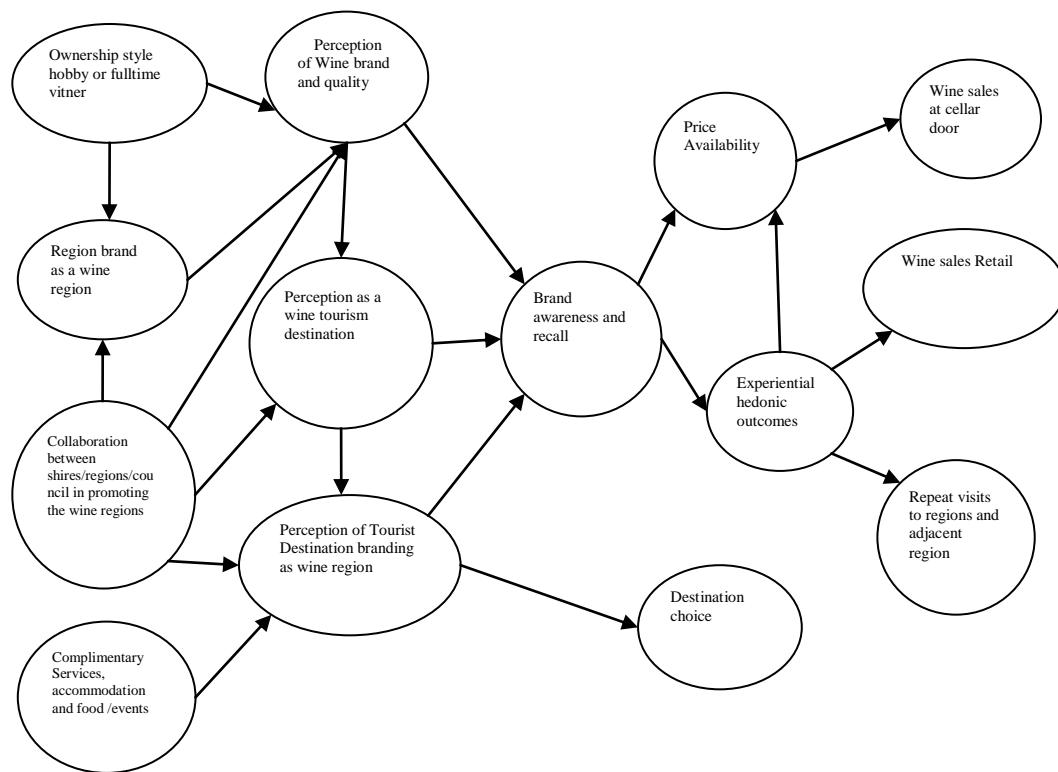 Ownership style
hobby or fulltime
vitner
Perception
of Wine brand
and quality
Price
Availability
Wine sales
at cellar
door
Region brand
as a wine
region
Perception as a
wine tourism
destination
Brand
awareness and
recall
Wine sales Retail
Experiential
hedonic
outcomes
Collaboration
between
shires/regions/cou
ncil in promoting
the wine regions
Perception of Tourist
Destination branding
as wine region
Repeat visits
to regions and
adjacent
region
Destination
choice
Complimentary
Services,
accommodation
and food /events